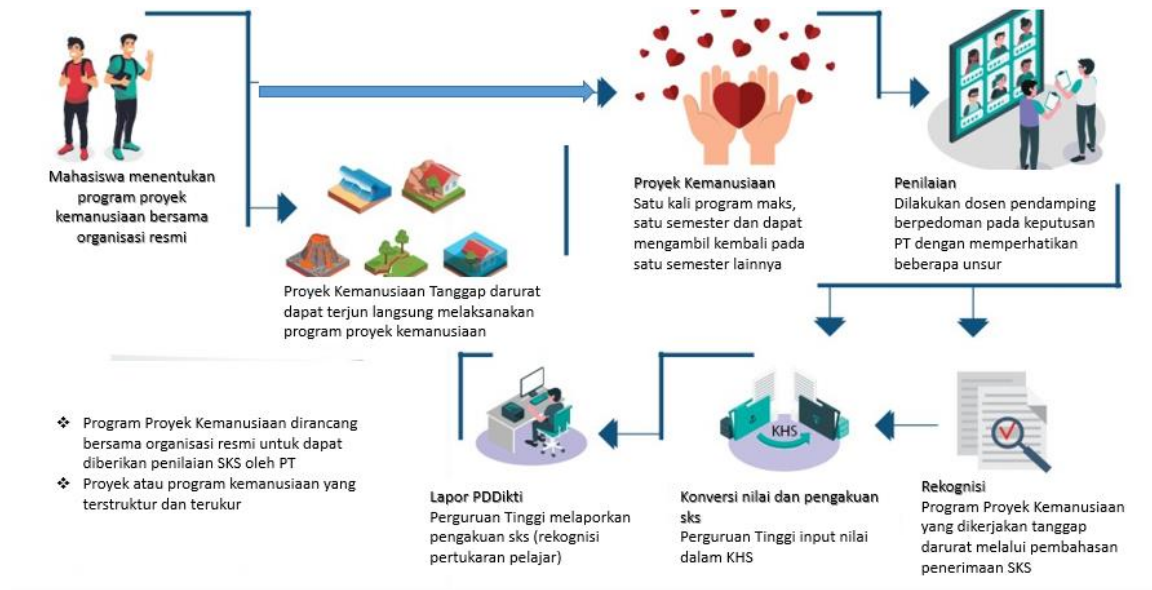 Mahasiswa menentukan
program proyek
kemanusiaan bersama
organisasi resmi
Proyek Kemanusiaan Tanggap darurat
dapat terjun langsung melaksanakan
program proyek kemanusiaan
Proyek Kemanusiaan
Satu kali program maks,
satu semester dan dapat
mengambil kembali pada
satu semester lainnya
Penilaian
Dilakukan dosen pendamping
berpedoman pada keputusan
PT dengan memperhatikan
beberapa unsur
Rekognisi
Program Proyek Kemanusiaan
yang dikerjakan tanggap
darurat melalui pembahasan
penerimaan SKS
KHS
Konversi nilai dan pengakuan
sks
Perguruan Tinggi input nilai
dalam KHS
Lapor PDDikti
Perguruan Tinggi melaporkan
pengakuan sks (rekognisi
pertukaran pelajar)
❖ Program Proyek Kemanusiaan dirancang
bersama organisasi resmi untuk dapat
diberikan penilaian SKS oleh PT
❖ Proyek atau program kemanusiaan yang
terstruktur dan terukur